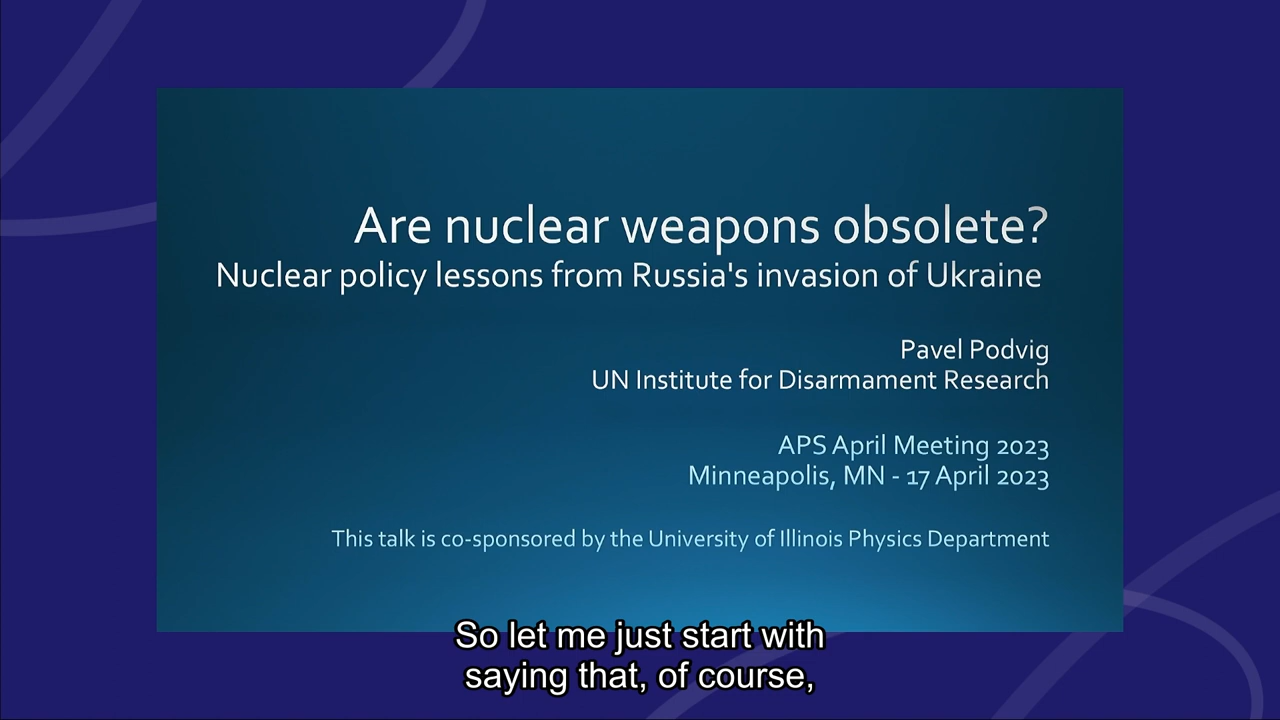 Are nuclear weapons obsolete?
Nuclear policy lessons from Russia's invasion of Ukraine
Pavel Podvig
UN Institute for Disarmament Research
APS April Meeting 2023
Minneapolis, MN - 17 April 2023
This talk is co-sponsored by the University of Illinois Physics Department
So let me just start with
saying that, of course,